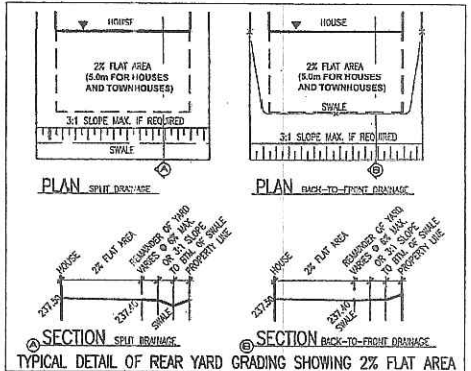 HOUSE
2% FLAT AREA
(5.0m FOR HOUSES
AND TOWNHOUSES)
3:1 SLOPE MAX. IF REQUIRED
SWALE
A
PLAN SPLIT DRAINAGE
HOUSE
2% FLAT AREA
(5.0m FOR HOUSES
AND TOWNHOUSES)
SWALE
3:1 SLOPE MAX. IF REQUIRED
B
PLAN BACK-TO-FRONT DRAINAGE
HOUSE
2% FLAT AREA
REMAINDER OF YARD
VARIES @ 6% MAX.
OR 3:1 SLOPE
TO BTM. OF SWALE
PROPERTY LINE
237.50
237.40
SWALE
A SECTION SPLIT DRAINAGE
HOUSE
2% FLAT AREA
REMAINDER OF YARD
VARIES @ 6% MAX.
OR 3:1 SLOPE
TO BTM. OF SWALE
PROPERTY LINE
237.50
237.40
SWALE
B SECTION BACK-TO-FRONT DRAINAGE
TYPICAL DETAIL OF REAR YARD GRADING SHOWING 2% FLAT AREA